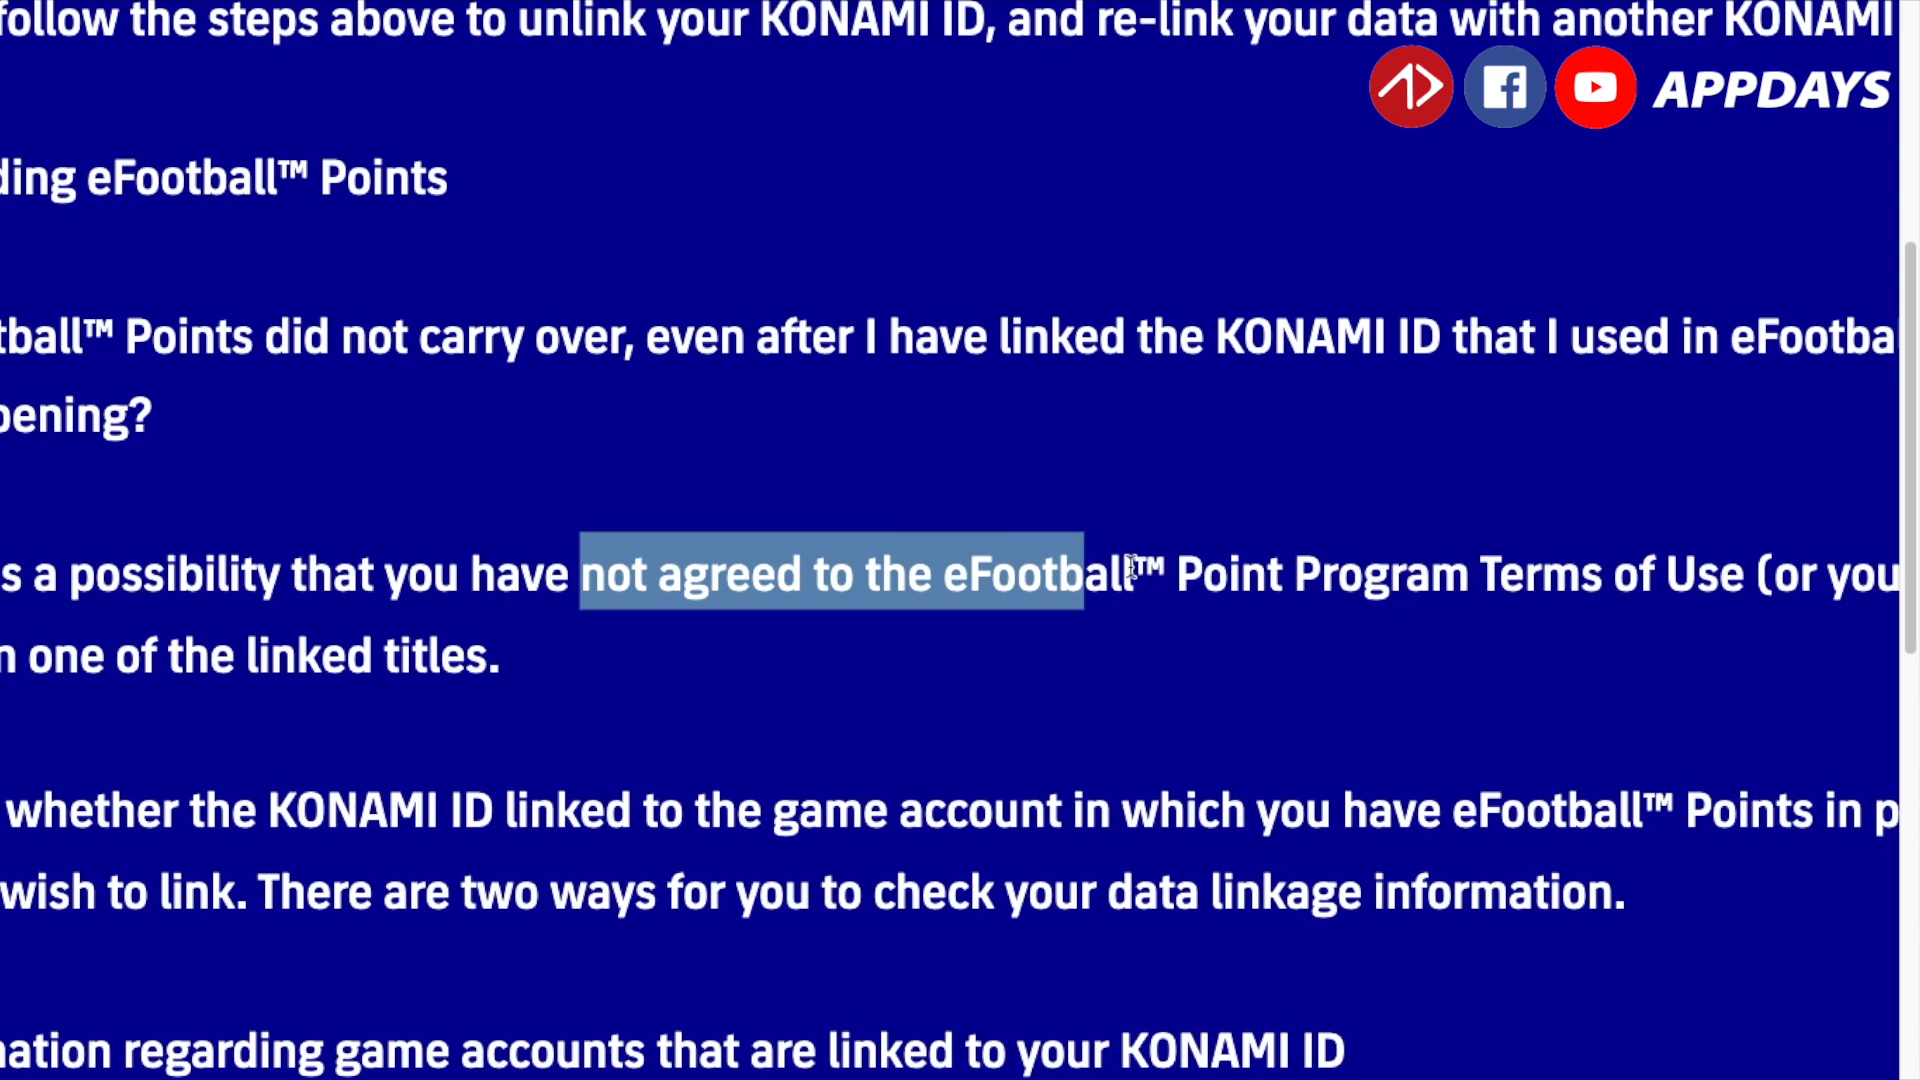 follow the steps above to unlink your KONAMI ID, and re-link your data with another KONAMI
APPDAYS
eFootball™ Points
Points did not carry over, even after I have linked the KONAMI ID that I used in
s a possibility that you have not agreed to the eFootball™ Point Program Terms of Use (or you
one of the linked titles.
whether the KONAMI ID linked to the game account in which you have eFootball™ Points in
wish to link. There are two ways for you to check your data linkage information.
regarding game accounts that are linked to your KONAMI ID